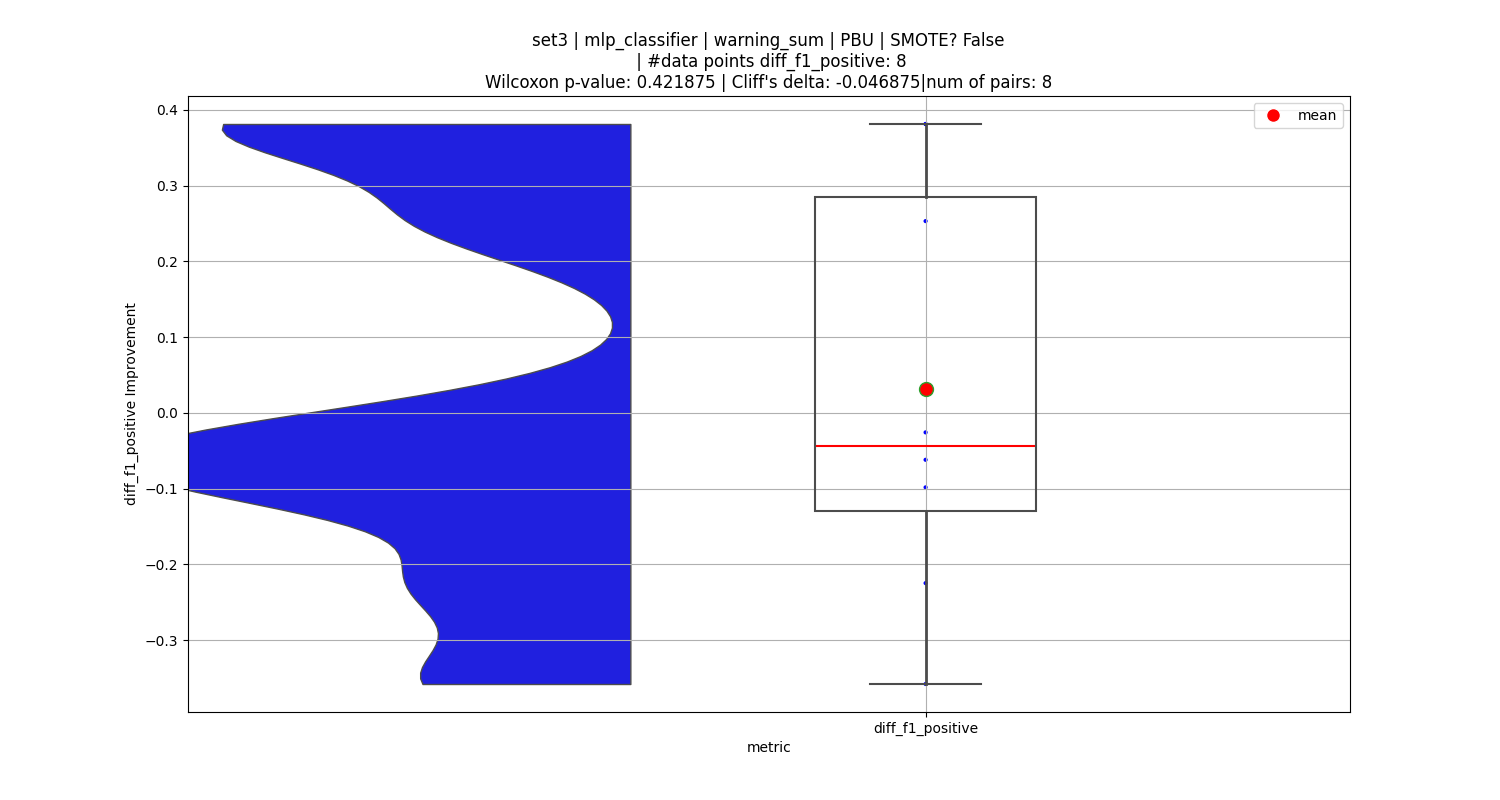 set3 | mlp_classifier | warning_sum | PBU | SMOTE? False
| #data points diff_f1_positive: 8
Wilcoxon p-value: 0.421875 | Cliff's delta: -0.046875|num of pairs: 8
mean
0.4
0.3
0.2
0.1
0.0
−0.1
−0.2
−0.3
diff_f1_positive Improvement
diff_f1_positive
metric